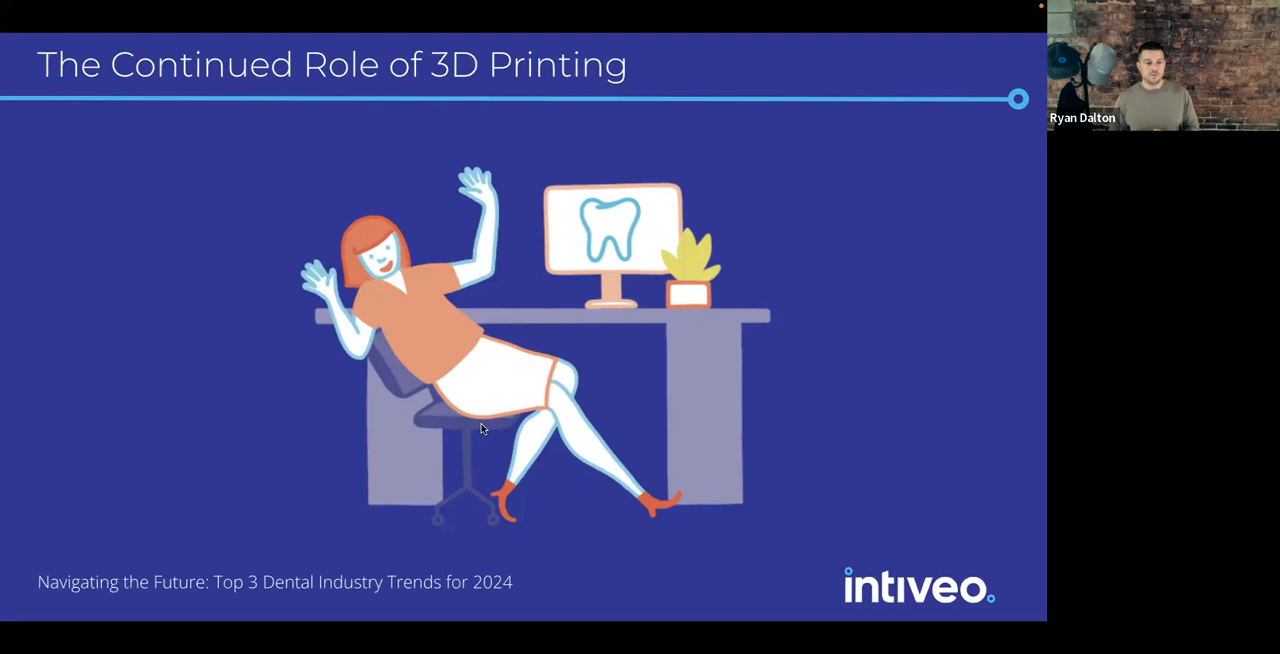 The Continued Role of 3D Printing
Ryan Dalton
Navigating the Future: Top 3 Dental Industry Trends for 2024
intiveo